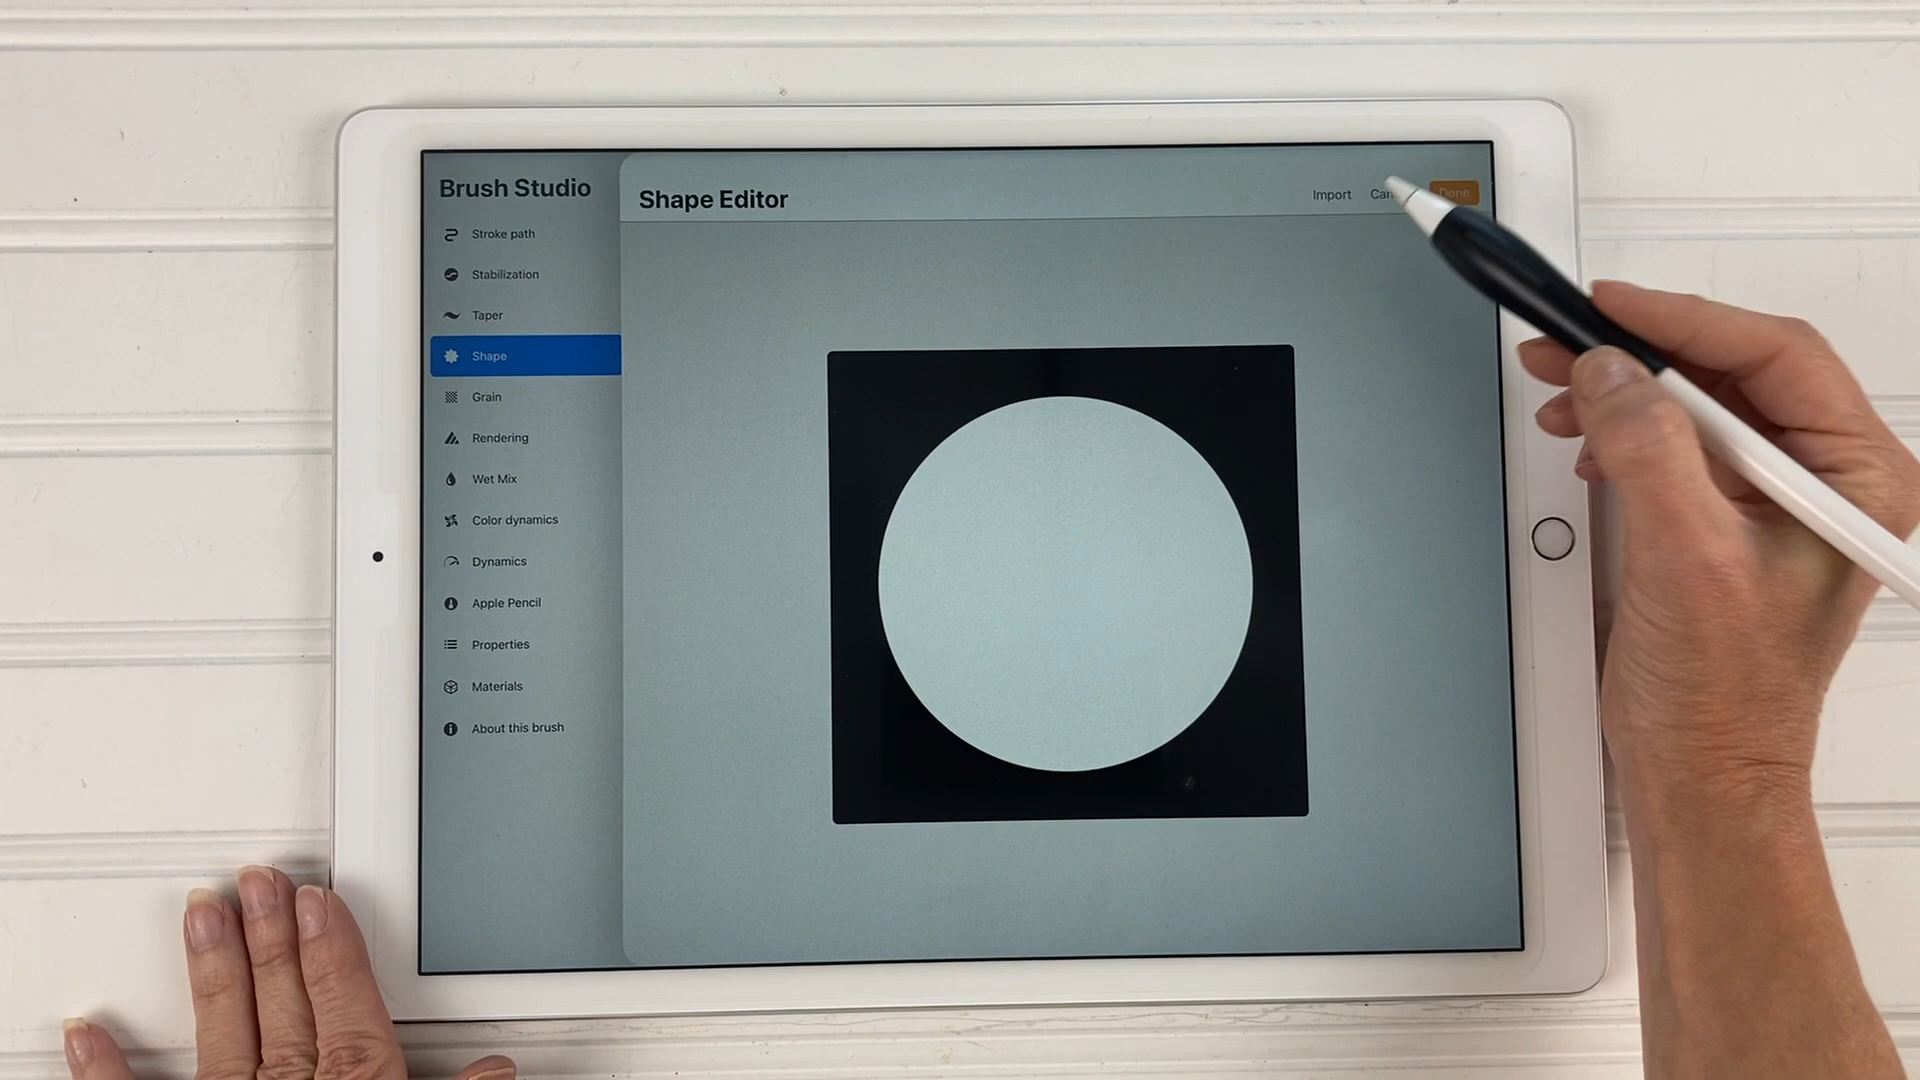 Brush Studio
Stroke path
Stabilization
Taper
Shape
Grain
Rendering
Wet Mix
Color dynamics
Dynamics
Apple Pencil
Properties
Materials
About this brush
Shape Editor
Import
Done